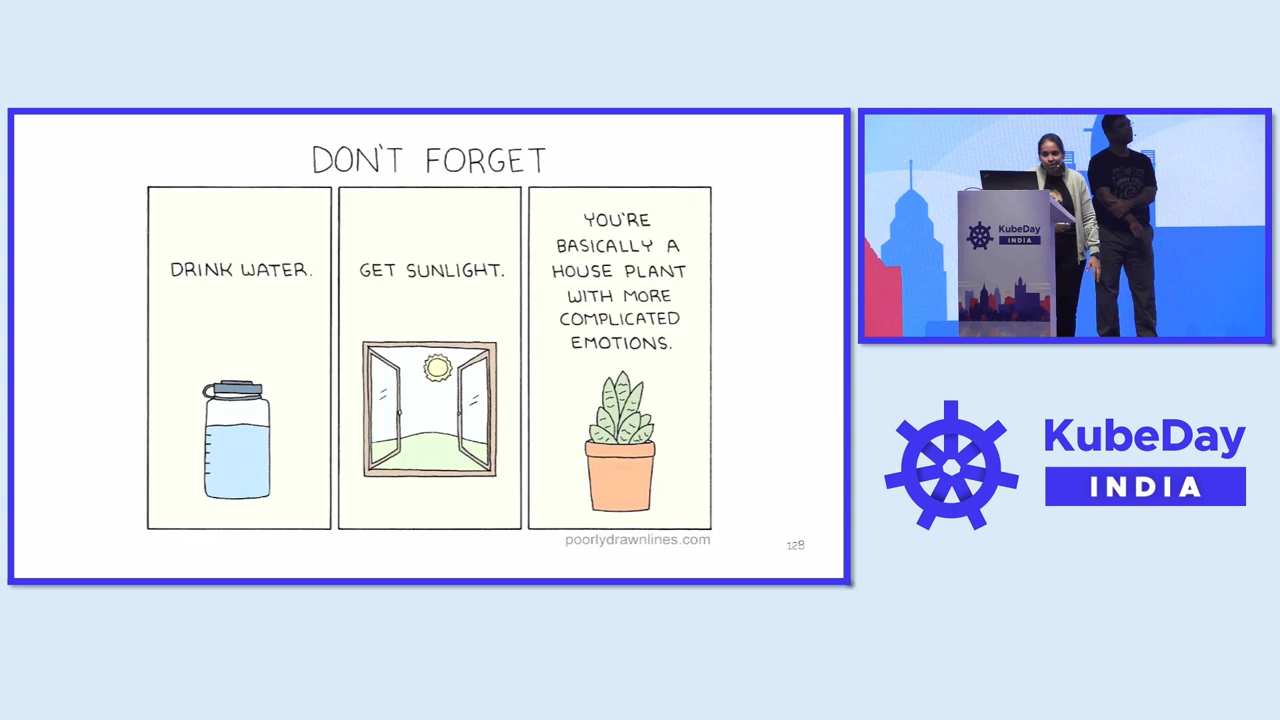 DON'T FORGET
DRINK WATER.
GET SUNLIGHT.
YOU'RE
BASICALLY A
HOUSE PLANT
WITH MORE
COMPLICATED
EMOTIONS.
poorlydrawnlines.com
128
KubeDay
INDIA
KubeDay
INDIA